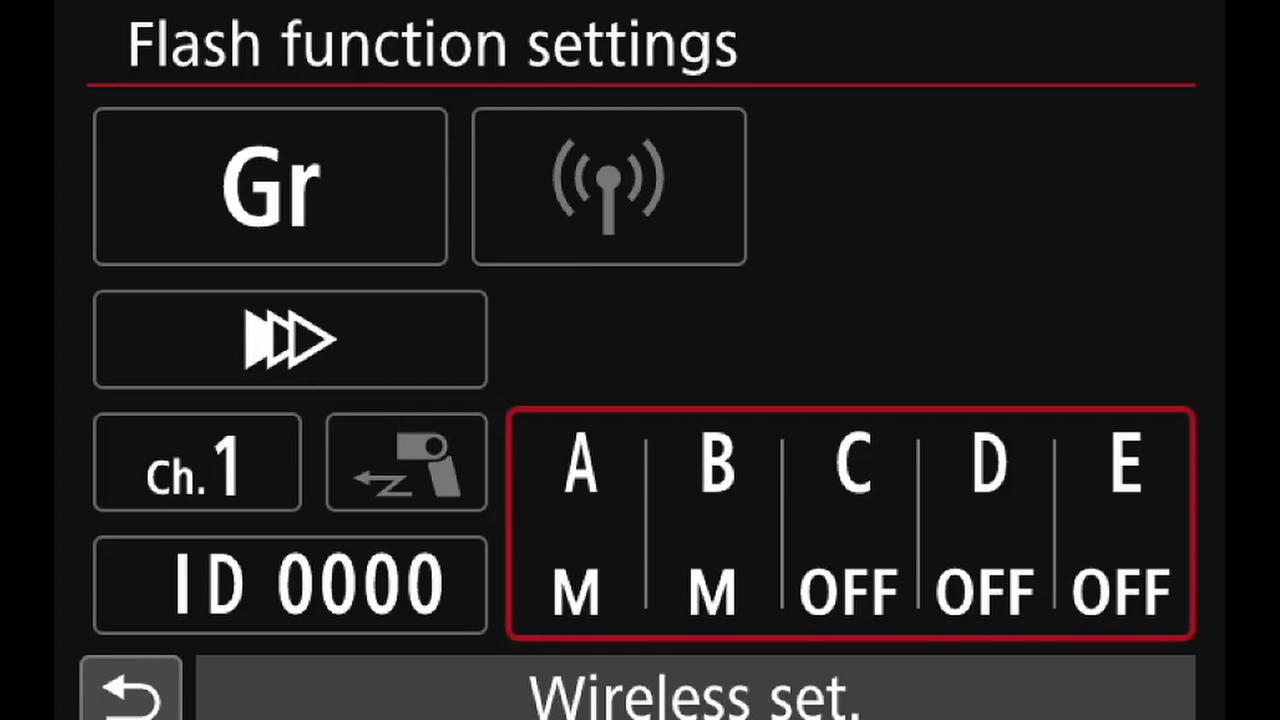 Flash function settings
Gr
Ch.1
A B C D E
M M OFF OFF OFF
ID 0000
Wireless set.